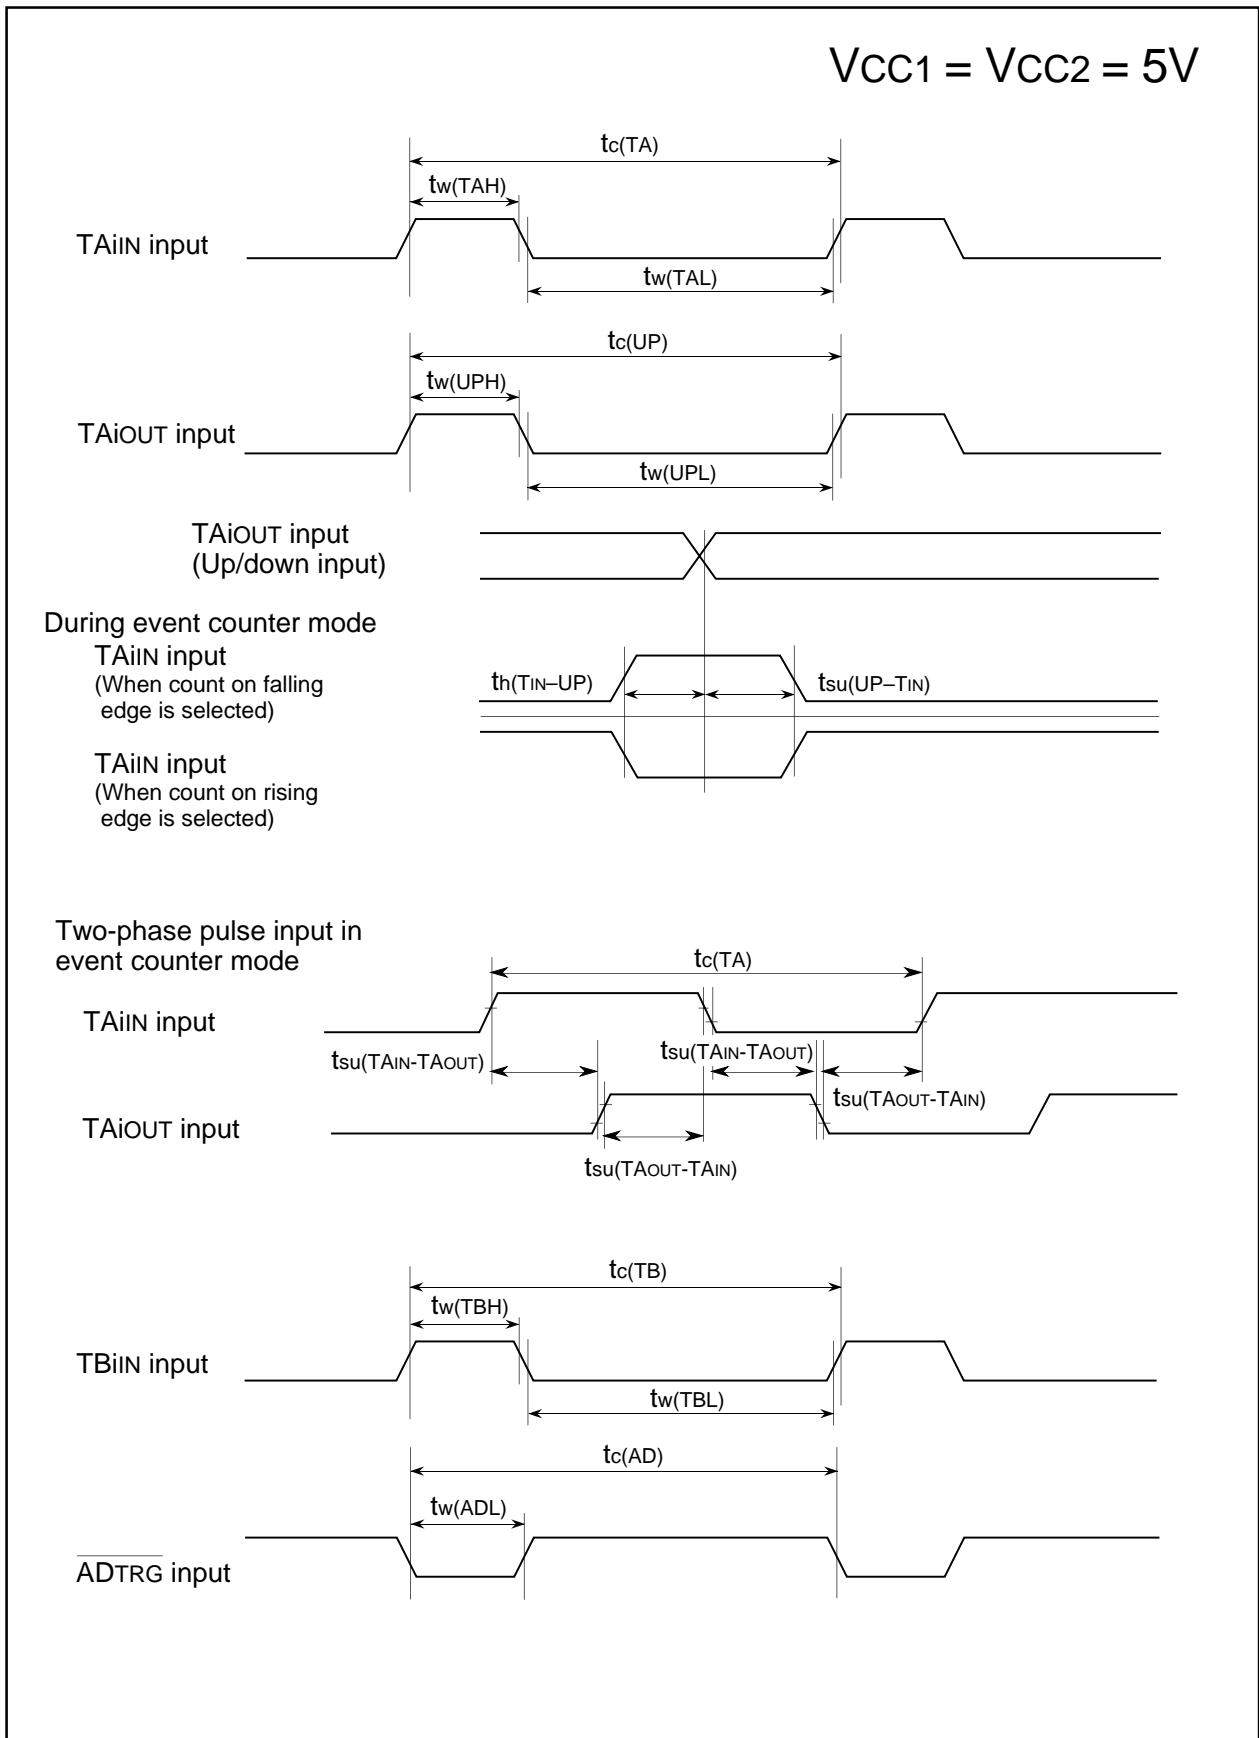 VCC1 = VCC2 = 5V
tc(TA)
tw(TAH)
TAiIN input
tw(TAL)
tc(UP)
tw(UPH)
TAiOUT input
tw(UPL)
TAiOUT input
(Up/down input)
During event counter mode
TAiIN input
(When count on falling
edge is selected)
th(TIN–UP)
tsu(UP–TIN)
TAiIN input
(When count on rising
edge is selected)
Two-phase pulse input in
event counter mode
tc(TA)
TAiIN input
tsu(TAIN-TAOUT)
tsu(TAIN-TAOUT)
tsu(TAOUT-TAIN)
TAiOUT input
tsu(TAOUT-TAIN)
tc(TB)
tw(TBH)
TBiIN input
tw(TBL)
tc(AD)
tw(ADL)
ADTRG input